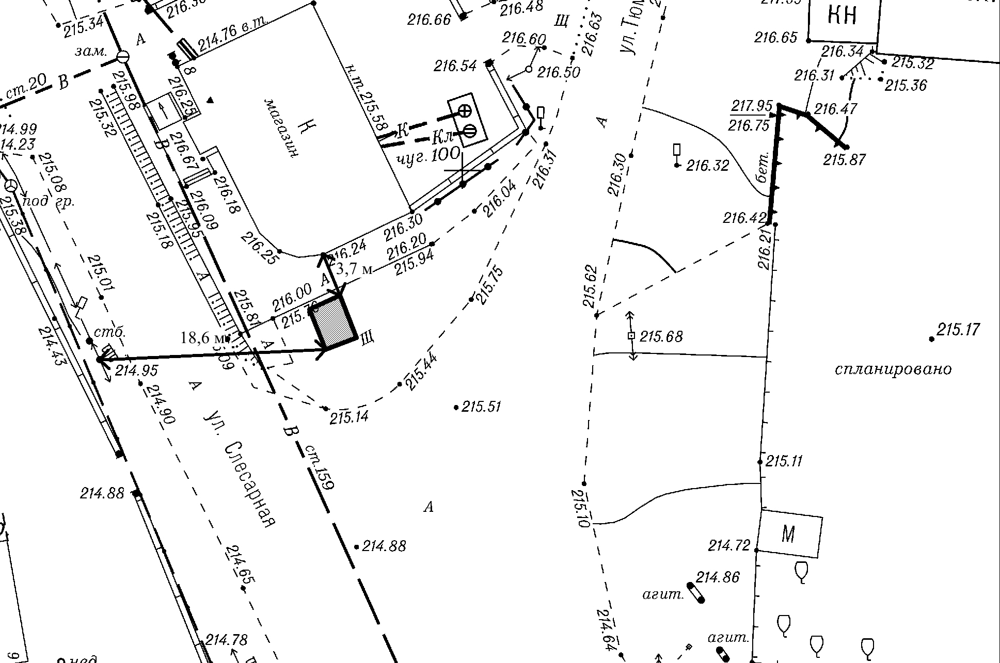 216.48
216.66
Щ
216.63
ул.Тюм
КН
216.65
215.34
А
зам.
214.76 в.т.
216.60
216.54
216.50
216.34
215.32
216.31
215.36
ст.20
В
215.98
8
216.25
215.32
магазин
К
н.т.215.58
К
Кл
чуг.100
А
217.95
216.75
216.47
215.87
14.99
14.23
215.08
В
216.67
216.31
216.30
216.32
бет.
под гр.
215.38
216.18
216.09
215.95
215.18
216.04
216.42
216.30
216.24
216.20
215.94
216.25
216.21
3,7 м
А
А
215.01
215.75
215.62
216.00
215.81
стб.
214.43
18,6 м
А
Щ
215.68
215.17
спланировано
214.95
А
214.90
215.44
215.14
215.51
ул. Слесарная
В
ст.159
215.11
214.88
А
215.10
214.88
М
214.72
214.65
214.86
агит.
214.64
214.78
агит.
9